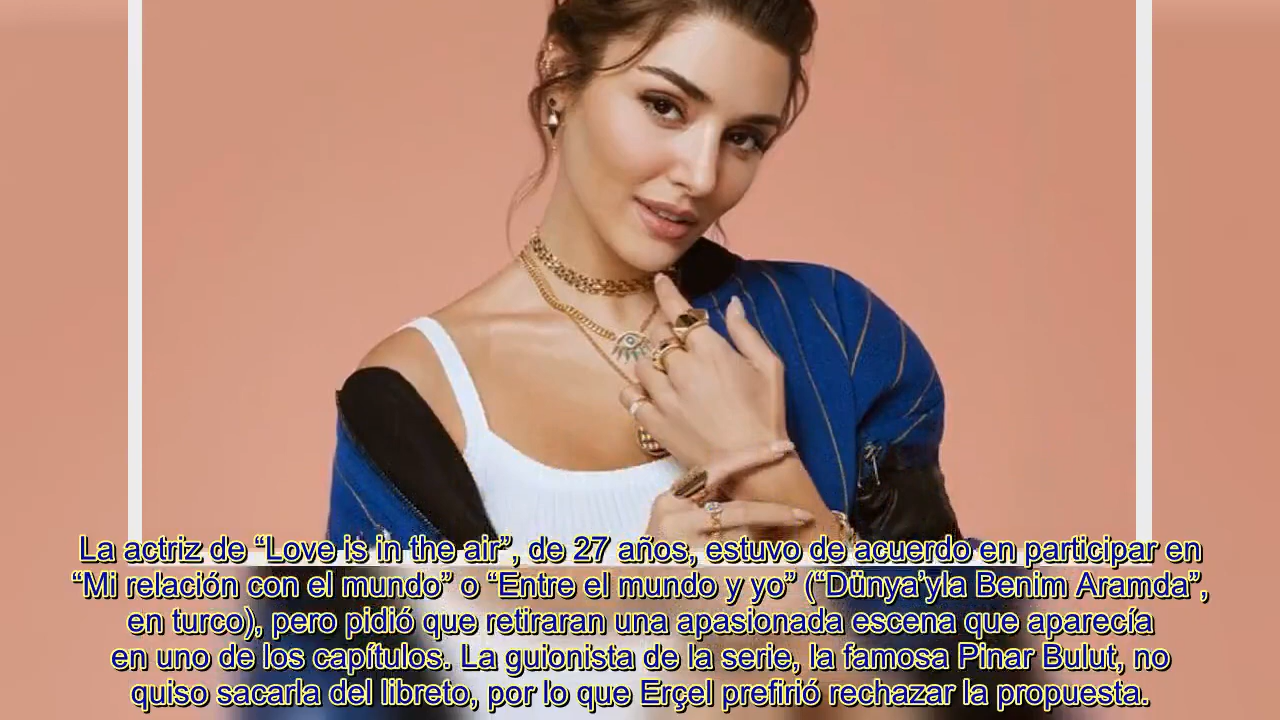 La actriz de “Love is in the air”, de 27 años, estuvo de acuerdo en participar en
“Mi relación con el mundo” o “Entre el mundo y yo” (“Dünya’yla Benim Aramda”,
en turco), pero pidió que retiraran una apasionada escena que aparecía
en uno de los capítulos. La guionista de la serie, la famosa Pinar Bulut, no
quiso sacarla del libreto, por lo que Erçel prefirió rechazar la propuesta.